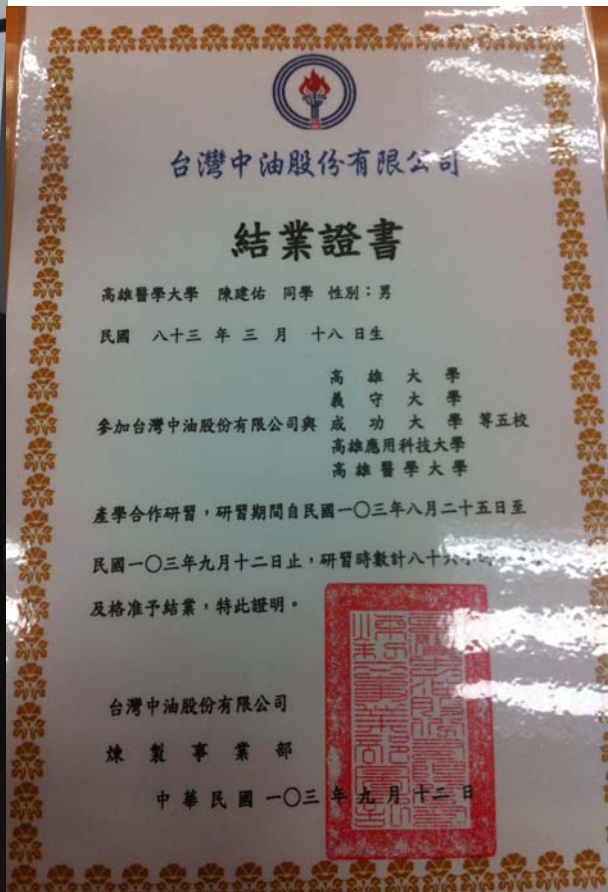 台灣中油股份有限公司
結業證書
高雄醫學大學 陳建佑 同學 性別：男
民國 八十三 年 三 月 十八 日生
高雄大學
義守大學
參加台灣中油股份有限公司與 成功大學 等五校
高雄應用科技大學
高雄醫學大學
產學合作研習，研習期間自民國一〇三年八月二十五日至
民國一〇三年九月十二日止，研習時數計八十
及格准予結業，特此證明。
台灣中油股份有限公司
煉製事業部
中華民國一〇三年九月十二日